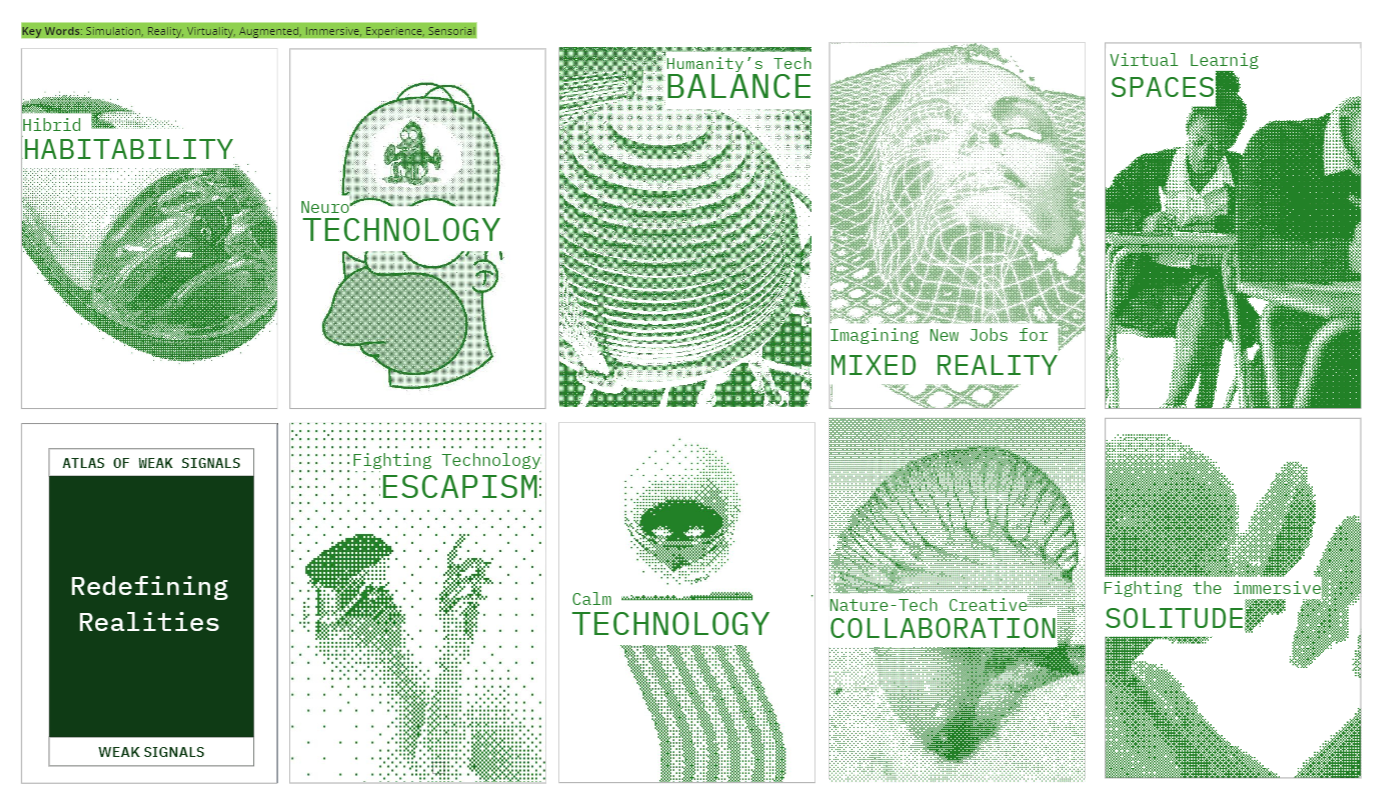 Key Words: Simulation, Reality, Virtuality, Augmented, Immersive, Experience, Sensorial
Hibrid
HABITABILITY
Neuro
TECHNOLOGY
Humanity's Tech
BALANCE
Imagining New Jobs for
MIXED REALITY
Virtual Learnig
SPACES
ATLAS OF WEAK SIGNALS
Redefining
Realities
WEAK SIGNALS
Fighting Technology
ESCAPISM
Calm
TECHNOLOGY
Nature-Tech Creative
COLLABORATION
Fighting the immersive
SOLITUDE